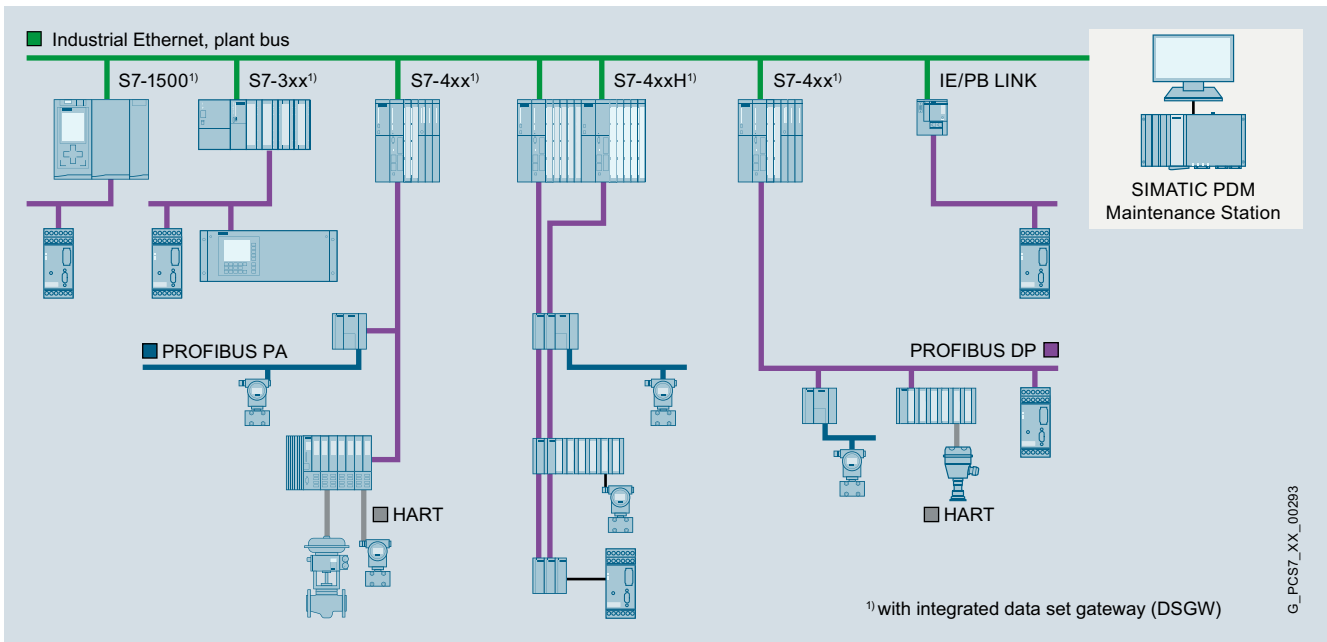 Industrial Ethernet, plant bus
S7-1500¹⁾
S7-3xx¹⁾
S7-4xx¹⁾
S7-4xxH¹⁾
S7-4xx¹⁾
IE/PB LINK
SIMATIC PDM
Maintenance Station
PROFIBUS PA
PROFIBUS DP
HART
HART
¹⁾ with integrated data set gateway (DSGW)
G_PCS7_XX_00293